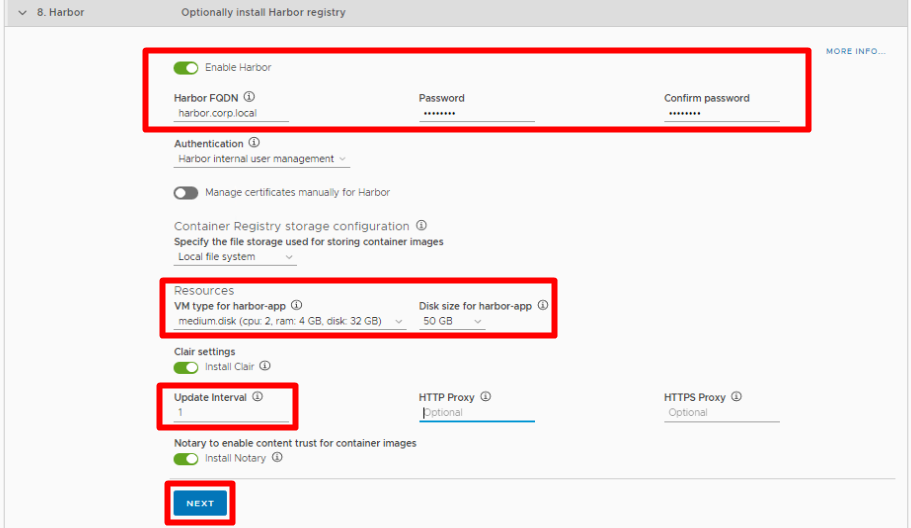 8. Harbor Optionally install Harbor registry
MORE INFO...
Enable Harbor
Harbor FQDN Password Confirm password
harbor.corp.local •••••••• ••••••••
Authentication
Harbor internal user management
Manage certificates manually for Harbor
Container Registry storage configuration
Specify the file storage used for storing container images
Local file system
Resources
VM type for harbor-app Disk size for harbor-app
medium.disk (cpu: 2, ram: 4 GB, disk: 32 GB) 50 GB
Clair settings
Install Clair
Update Interval HTTP Proxy HTTPS Proxy
1 Optional Optional
Notary to enable content trust for container images
Install Notary
NEXT